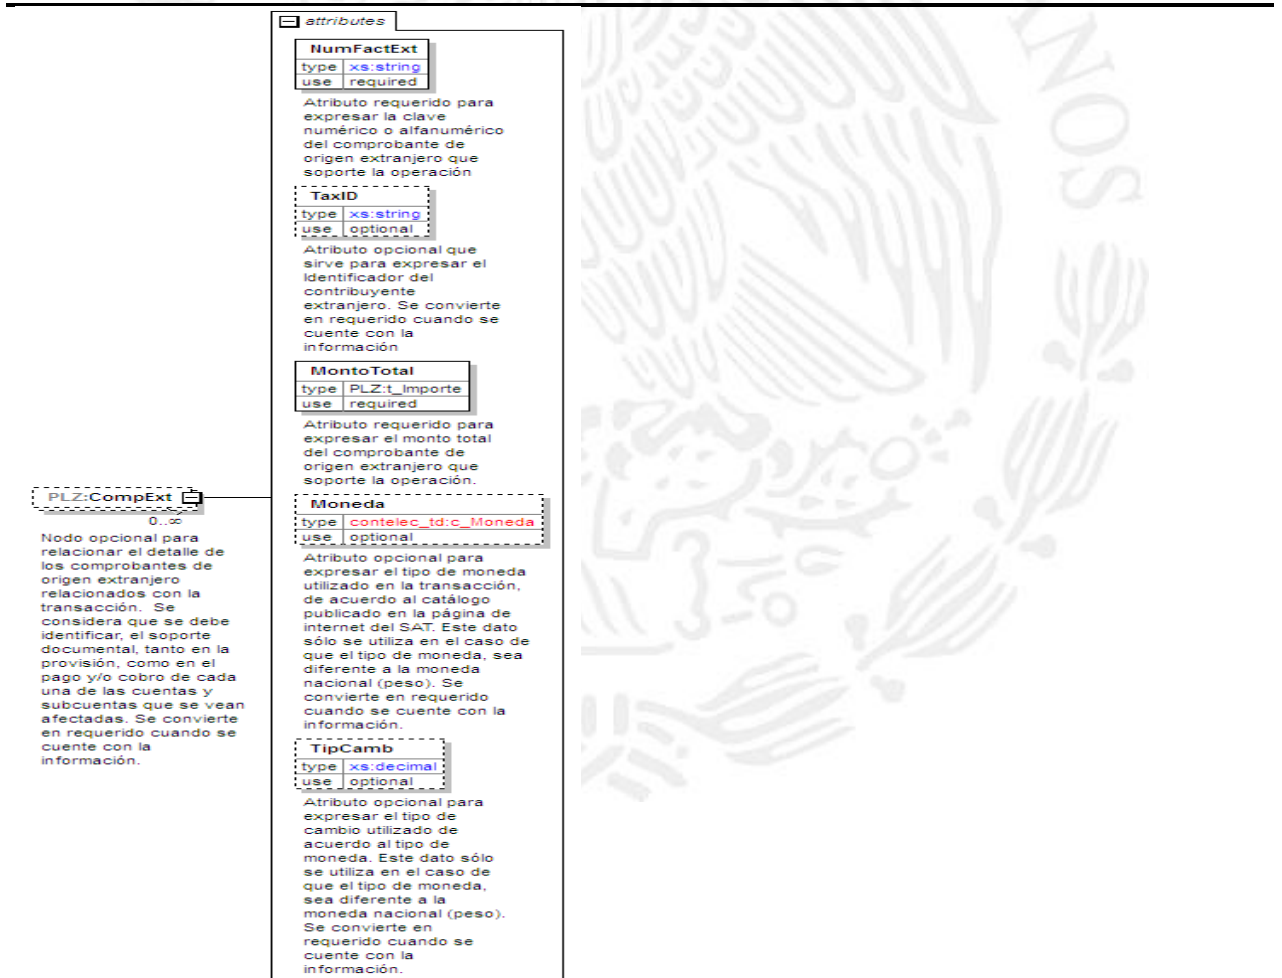 attributes
NumFactExt
type xs:string
use required
Atributo requerido para
expresar la clave
numérico o alfanumérico
del comprobante de
origen extranjero que
soporte la operación
TaxID
type xs:string
use optional
Atributo opcional que
sirve para expresar el
Identificador del
contribuyente
extranjero. Se convierte
en requerido cuando se
cuente con la
información
MontoTotal
type PLZ:t_Importe
use required
Atributo requerido para
expresar el monto total
del comprobante de
origen extranjero que
soporte la operación.
PLZ:CompExt
0..∞
Nodo opcional para
relacionar el detalle de
los comprobantes de
origen extranjero
relacionados con la
transacción. Se
considera que se debe
identificar, el soporte
documental, tanto en la
provisión, como en el
pago y/o cobro de cada
una de las cuentas y
subcuentas que se vean
afectadas. Se convierte
en requerido cuando se
cuente con la
información.
Moneda
type contelec_td:c_Moneda
use optional
Atributo opcional para
expresar el tipo de moneda
utilizado en la transacción,
de acuerdo al catálogo
publicado en la página de
internet del SAT. Este dato
sólo se utiliza en el caso de
que el tipo de moneda, sea
diferente a la moneda
nacional (peso). Se
convierte en requerido
cuando se cuente con la
información.
TipCamb
type xs:decimal
use optional
Atributo opcional para
expresar el tipo de
cambio utilizado de
acuerdo al tipo de
moneda. Este dato sólo
se utiliza en el caso de
que el tipo de moneda,
sea diferente a la
moneda nacional (peso).
Se convierte en
requerido cuando se
cuente con la
información.
ANOS